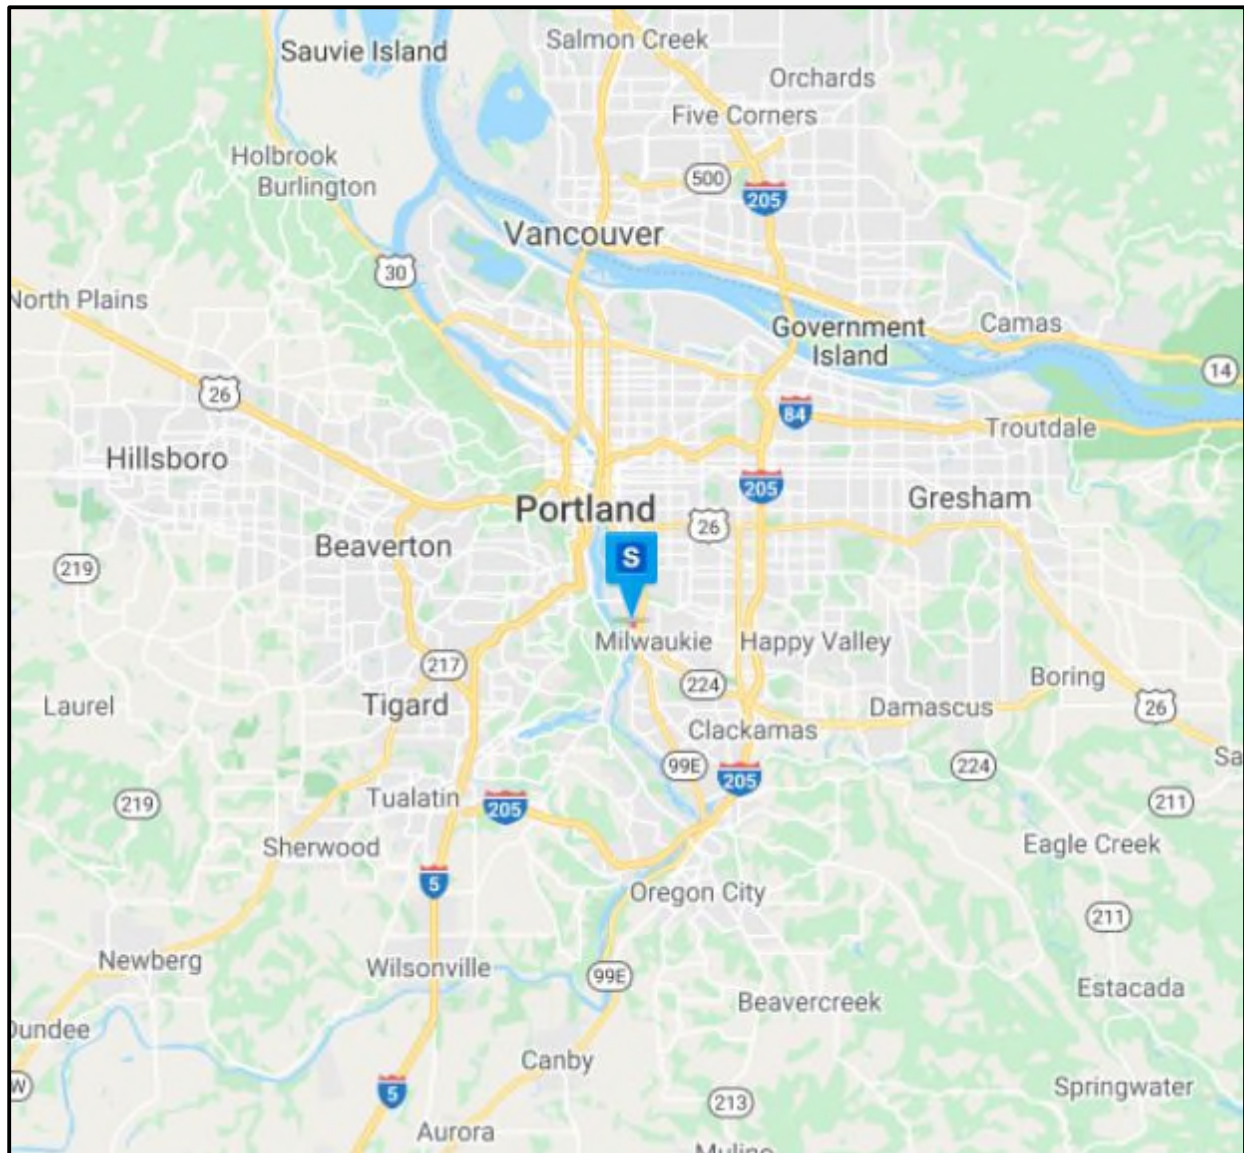 Sauvie Island
Salmon Creek
Orchards
Five Corners
Holbrook
Burlington
500
205
Vancouver
30
North Plains
Government
Island
Camas
14
26
84
Troutdale
Hillsboro
205
Gresham
Portland
26
Beaverton
S
219
Milwaukie
Happy Valley
217
224
Boring
Laurel
Tigard
Damascus
26
Clackamas
99E
205
224
Sa
Tualatin
205
219
211
Sherwood
Eagle Creek
5
Oregon City
211
Newberg
Wilsonville
99E
Estacada
Beavercreek
Dundee
Canby
W
5
Springwater
213
Aurora
Mulino